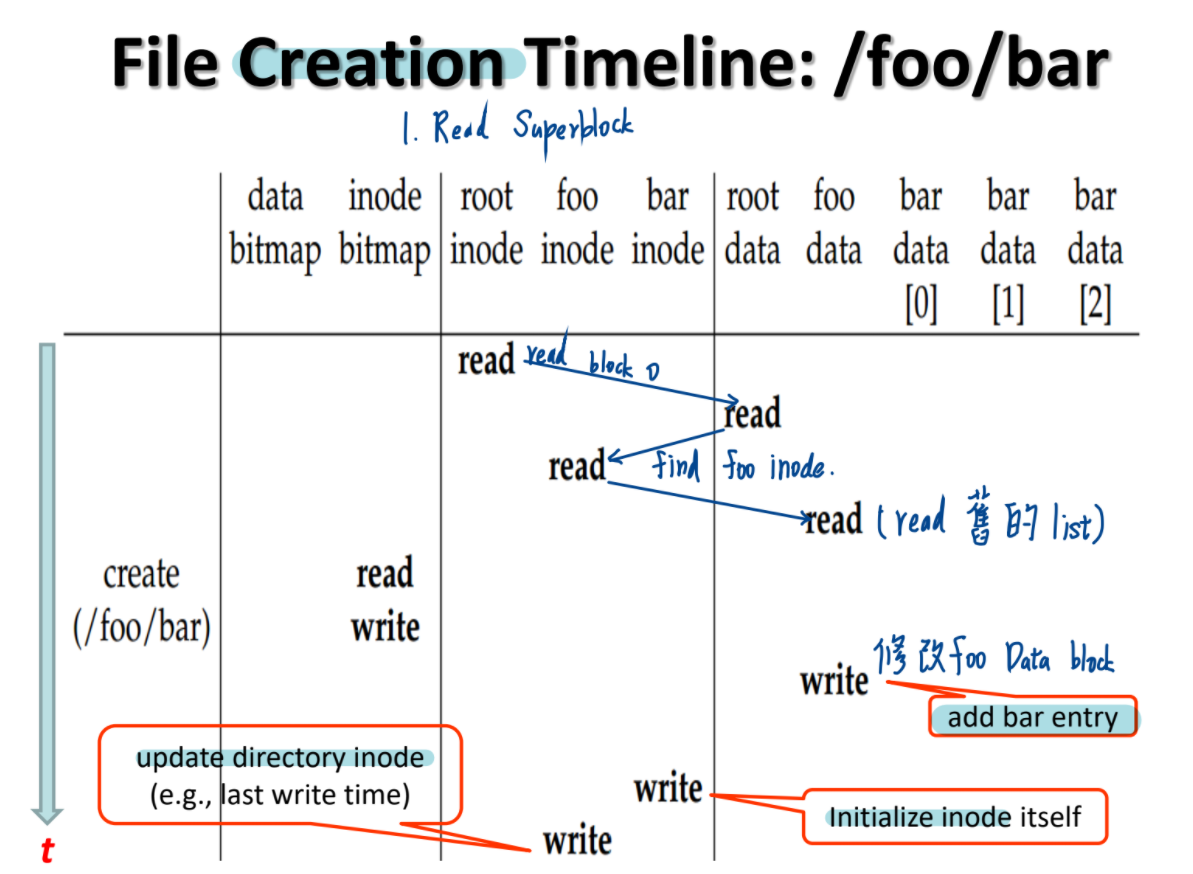 File Creation Timeline: /foo/bar
1. Read Superblock
data bitmap
inode bitmap
root inode
foo inode
bar inode
root data
foo data
bar data [0]
bar data [1]
bar data [2]
read read block 0
read
read find foo inode.
read (read 舊的 list)
create read
(/foo/bar) write
修改 foo Data block
write
add bar entry
update directory inode
(e.g., last write time)
write
Initialize inode itself
write
t